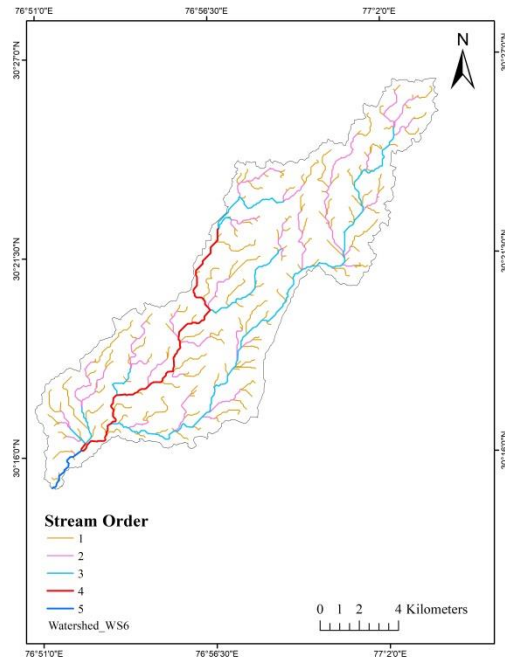 76°51'0"E
76°56'30"E
77°2'0"E
30°27'0"N
N
30°21'30"N
30°16'0"N
Stream Order
1
2
3
4
5
Watershed_WS6
0 1 2 4 Kilometers
76°51'0"E
76°56'30"E
77°2'0"E